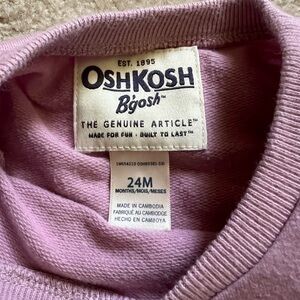 EST. 1895
OSHKOSH
B'gosh™
THE GENUINE ARTICLE™
MADE FOR FUN · BUILT TO LAST™
24M
MONTHS/MOIS/MESES
MADE IN CAMBODIA
FABRIQUÉ AU CAMBODGE
HECHO EN CAMBOYA